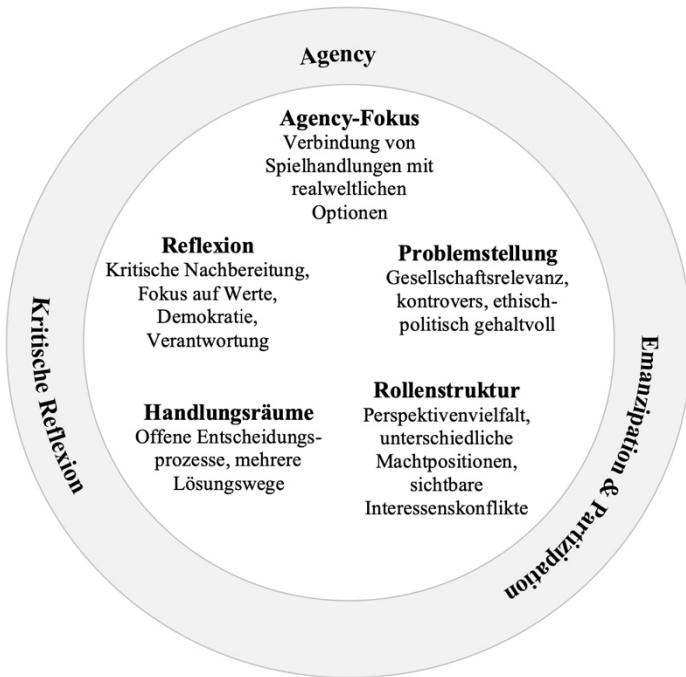 Agency
Agency-Fokus
Verbindung von
Spielhandlungen mit
realweltlichen
Optionen
Reflexion
Kritische Nachbereitung,
Fokus auf Werte,
Demokratie,
Verantwortung
Problemstellung
Gesellschaftsrelevanz,
kontrovers, ethisch-
politisch gehaltvoll
Handlungsräume
Offene Entscheidungs-
prozesse, mehrere
Lösungswege
Rollenstruktur
Perspektivenvielfalt,
unterschiedliche
Machtpositionen,
sichtbare
Interessenskonflikte
Kritische Reflexion
Emanzipation & Partizipation